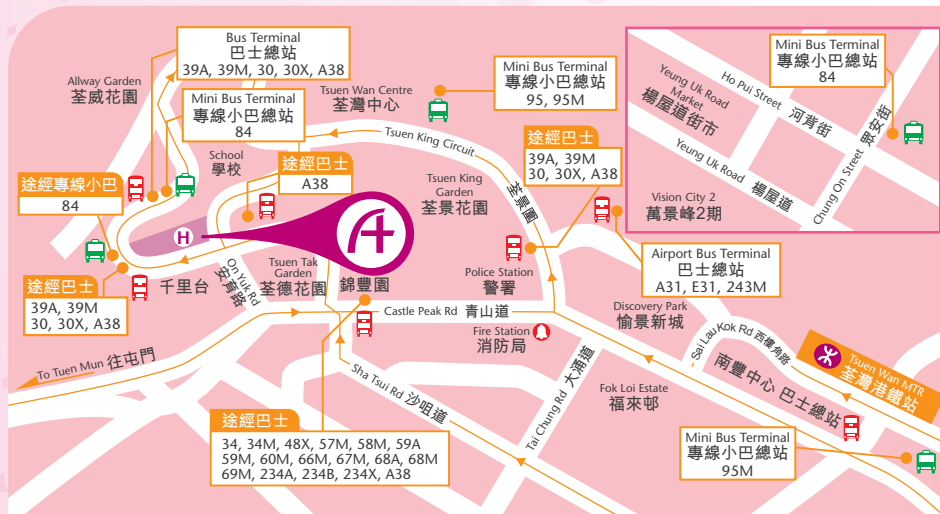 Bus Terminal
巴士總站
39A, 39M, 30, 30X, A38
Allway Garden
荃威花園
Mini Bus Terminal
專線小巴總站
84
School
學校
途經專線小巴
84
途經巴士
A38
H
途經巴士
39A, 39M
30, 30X, A38
千里台
On Yuk Rd
安育路
Tsuen Tak
Garden
荃德花園
錦豐園
Tsuen Wan Centre
荃灣中心
Mini Bus Terminal
專線小巴總站
95, 95M
Tsuen King Circuit
荃景圍
Tsuen King
Garden
荃景花園
途經巴士
39A, 39M
30, 30X, A38
Police Station
警署
Castle Peak Rd 青山道
Fire Station
消防局
To Tuen Mun 往屯門
Sha Tsui Rd 沙咀道
Tai Chung Rd 大涌道
途經巴士
34, 34M, 48X, 57M, 58M, 59A
59M, 60M, 66M, 67M, 68A, 68M
69M, 234A, 234B, 234X, A38
Fok Loi Estate
福來邨
Vision City 2
萬景峰2期
Airport Bus Terminal
巴士總站
A31, E31, 243M
Discovery Park
愉景新城
Sai Lau Kok Rd 西樓角路
Tsuen Wan MTR
荃灣港鐵站
南豐中心 巴士總站
Mini Bus Terminal
專線小巴總站
95M
Yeung Uk Road
Market
楊屋道街市
Ho Pui Street 河背街
Yeung Uk Road 楊屋道
Chung On Street 眾安街
Mini Bus Terminal
專線小巴總站
84